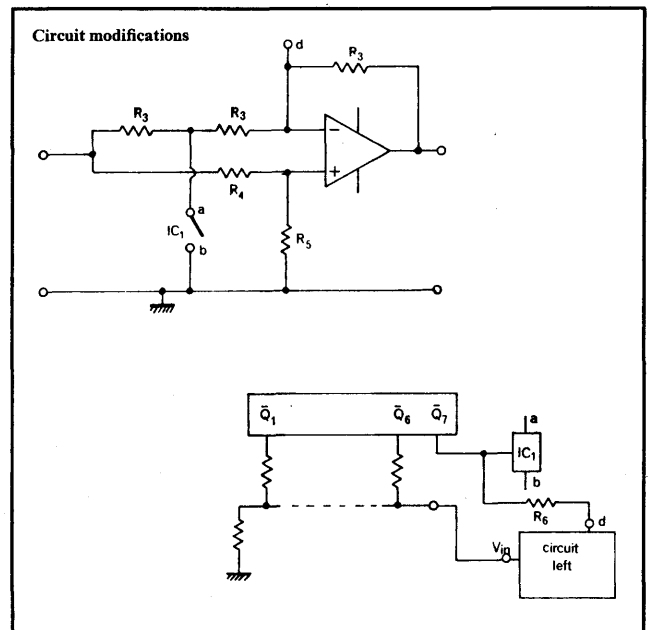 Circuit modifications
d
R₃
R₃
R₃
−
+
R₄
a
IC₁
b
R₅
Q̄₁ Q̄₆ Q̄₇
a
IC₁
b
R₆
d
Vin
circuit
left